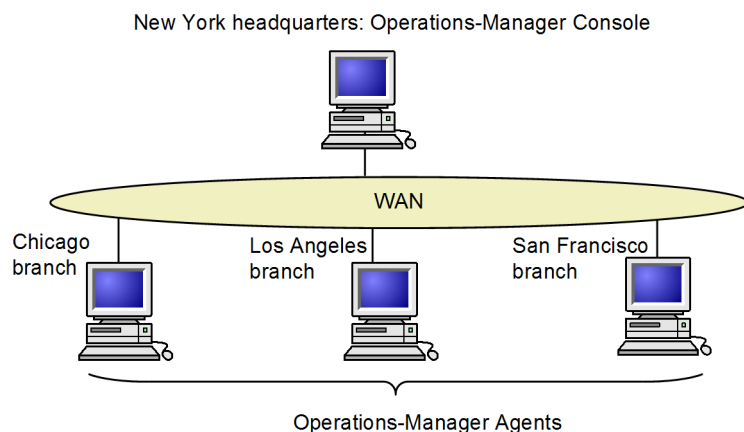 New York headquarters: Operations-Manager Console
WAN
Chicago
branch
Los Angeles
branch
San Francisco
branch
Operations-Manager Agents